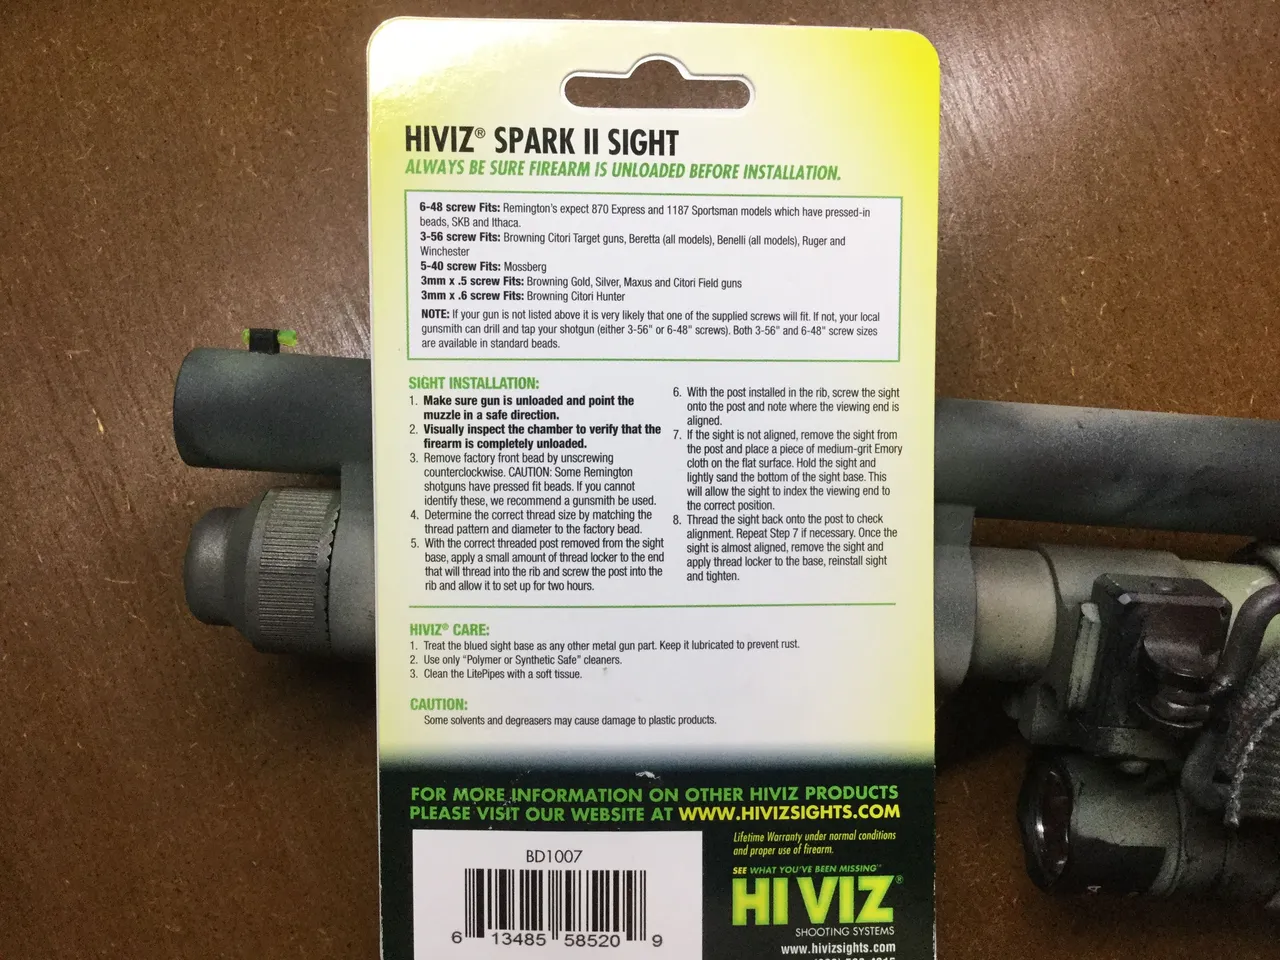 HIVIZ® SPARK II SIGHT
ALWAYS BE SURE FIREARM IS UNLOADED BEFORE INSTALLATION.
6-48 screw Fits: Remington's expect 870 Express and 1187 Sportsman models which have pressed-in
beads, SKB and Ithaca.
3-56 screw Fits: Browning Citori Target guns, Beretta (all models), Benelli (all models), Ruger and
Winchester
5-40 screw Fits: Mossberg
3mm x .5 screw Fits: Browning Gold, Silver, Maxus and Citori Field guns
3mm x .6 screw Fits: Browning Citori Hunter
NOTE: If your gun is not listed above it is very likely that one of the supplied screws will fit. If not, your local
gunsmith can drill and tap your shotgun (either 3-56" or 6-48" screws). Both 3-56" and 6-48" screw sizes
are available in standard beads.
SIGHT INSTALLATION:
1. Make sure gun is unloaded and point the
muzzle in a safe direction.
2. Visually inspect the chamber to verify that the
firearm is completely unloaded.
3. Remove factory front bead by unscrewing
counterclockwise. CAUTION: Some Remington
shotguns have pressed fit beads. If you cannot
identify these, we recommend a gunsmith be used.
4. Determine the correct thread size by matching the
thread pattern and diameter to the factory bead.
5. With the correct threaded post removed from the sight
base, apply a small amount of thread locker to the end
that will thread into the rib and screw the post into the
rib and allow it to set up for two hours.
6. With the post installed in the rib, screw the sight
onto the post and note where the viewing end is
aligned.
7. If the sight is not aligned, remove the sight from
the post and place a piece of medium-grit Emory
cloth on the flat surface. Hold the sight and
lightly sand the bottom of the sight base. This
will allow the sight to index the viewing end to
the correct position.
8. Thread the sight back onto the post to check
alignment. Repeat Step 7 if necessary. Once the
sight is almost aligned, remove the sight and
apply thread locker to the base, reinstall sight
and tighten.
HIVIZ® CARE:
1. Treat the blued sight base as any other metal gun part. Keep it lubricated to prevent rust.
2. Use only "Polymer or Synthetic Safe" cleaners.
3. Clean the LitePipes with a soft tissue.
CAUTION:
Some solvents and degreasers may cause damage to plastic products.
FOR MORE INFORMATION ON OTHER HIVIZ PRODUCTS
PLEASE VISIT OUR WEBSITE AT WWW.HIVIZSIGHTS.COM
BD1007
6 13485 58520 9
Lifetime Warranty under normal conditions
and proper use of firearm.
SEE WHAT YOU'VE BEEN MISSING™
HIVIZ®
SHOOTING SYSTEMS
www.hivizsights.com
4